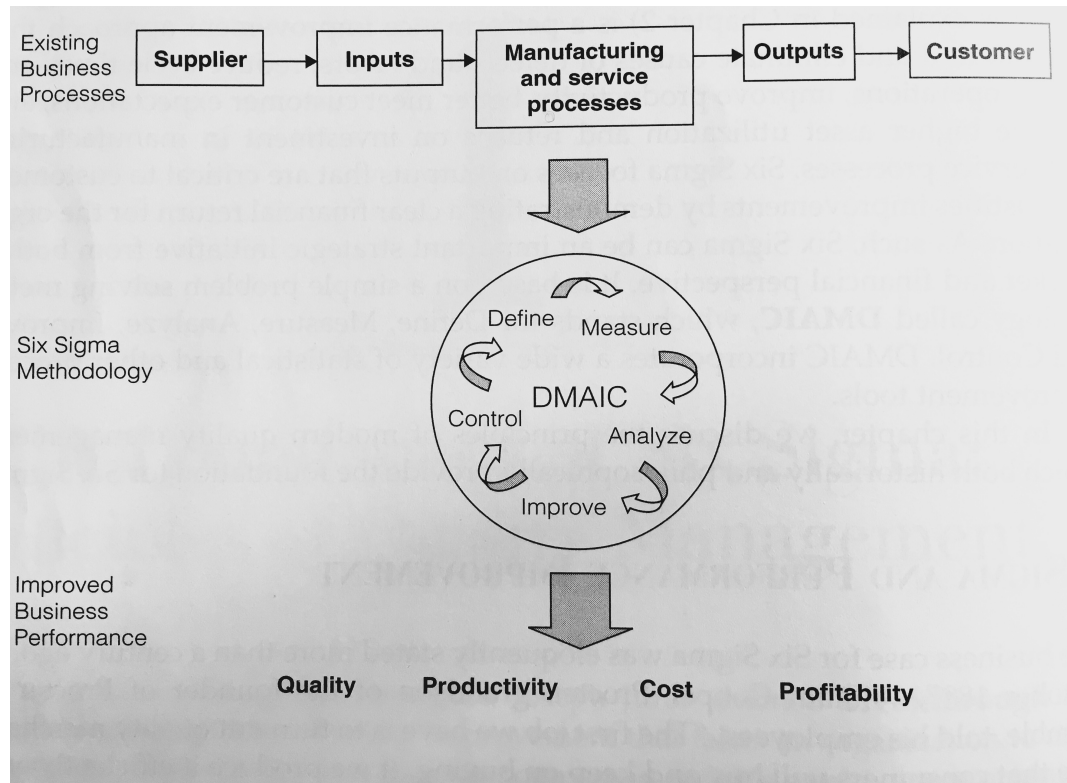 Existing
Business
Processes
Supplier
Inputs
Manufacturing
and service
processes
Outputs
Customer
Six Sigma
Methodology
Define
Measure
DMAIC
Control
Analyze
Improve
Improved
Business
Performance
Quality Productivity Cost Profitability